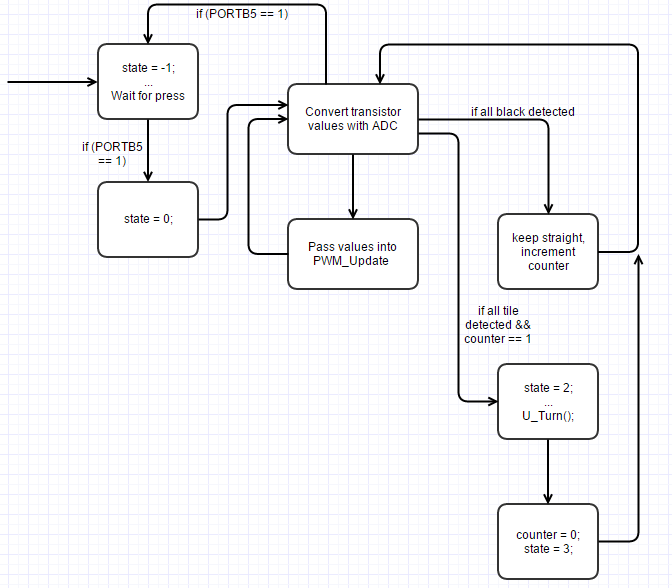 if (PORTB5 == 1)
state = -1;
...
Wait for press
Convert transistor
values with ADC
if all black detected
if (PORTB5
== 1)
state = 0;
Pass values into
PWM_Update
keep straight,
increment
counter
if all tile
detected &&
counter == 1
state = 2;
...
U_Turn();
counter = 0;
state = 3;